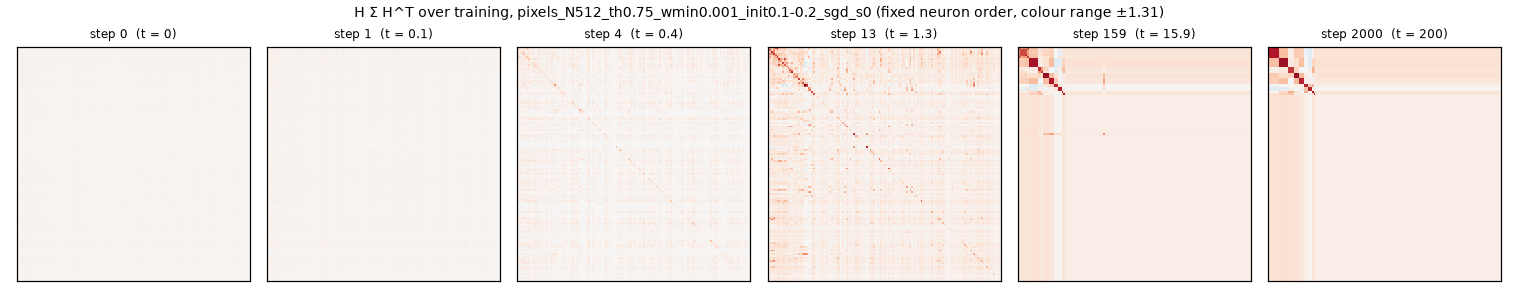 H Σ H^T over training, pixels_N512_th0.75_wmin0.001_init0.1-0.2_sgd_s0 (fixed neuron order, colour range ±1.31)
step 0 (t = 0)
step 1 (t = 0.1)
step 4 (t = 0.4)
step 13 (t = 1.3)
step 159 (t = 15.9)
step 2000 (t = 200)